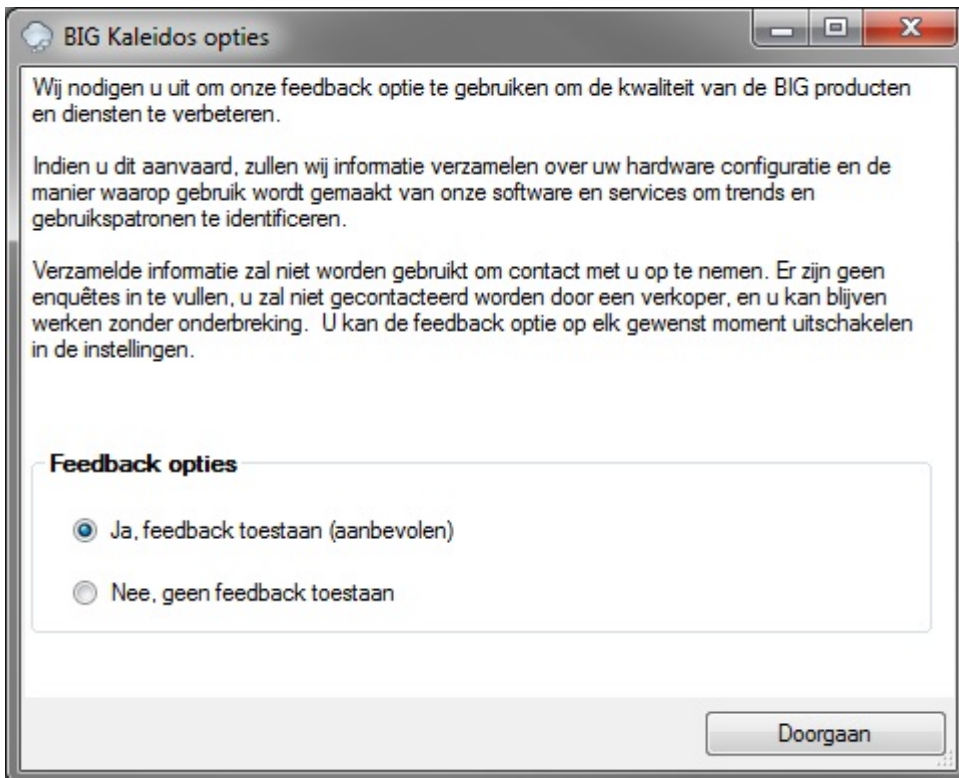 BIG Kaleidos opties
Wij nodigen u uit om onze feedback optie te gebruiken om de kwaliteit van de BIG producten
en diensten te verbeteren.
Indien u dit aanvaard, zullen wij informatie verzamelen over uw hardware configuratie en de
manier waarop gebruik wordt gemaakt van onze software en services om trends en
gebruikspatronen te identificeren.
Verzamelde informatie zal niet worden gebruikt om contact met u op te nemen. Er zijn geen
enquêtes in te vullen, u zal niet gecontacteerd worden door een verkoper, en u kan blijven
werken zonder onderbreking.  U kan de feedback optie op elk gewenst moment uitschakelen
in de instellingen.
Feedback opties
Ja, feedback toestaan (aanbevolen)
Nee, geen feedback toestaan
Doorgaan